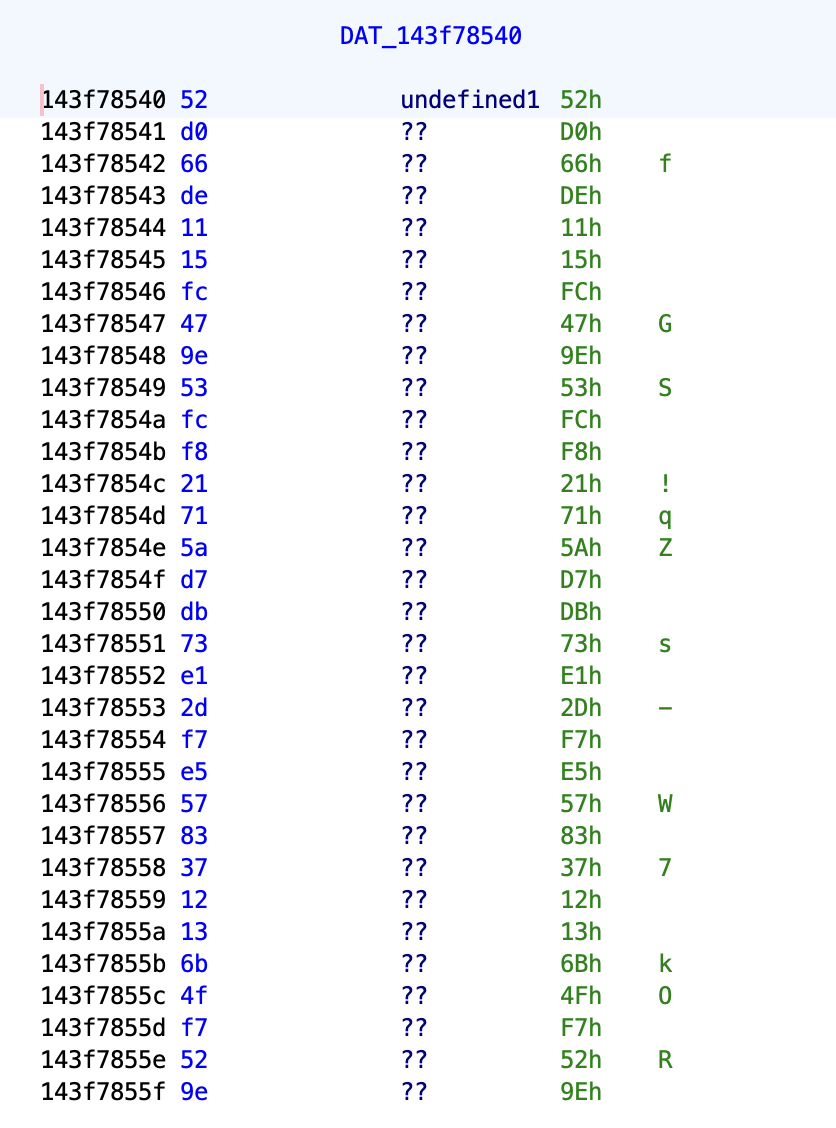 DAT_143f78540
143f78540 52 undefined1 52h
143f78541 d0 ?? D0h
143f78542 66 ?? 66h f
143f78543 de ?? DEh
143f78544 11 ?? 11h
143f78545 15 ?? 15h
143f78546 fc ?? FCh
143f78547 47 ?? 47h G
143f78548 9e ?? 9Eh
143f78549 53 ?? 53h S
143f7854a fc ?? FCh
143f7854b f8 ?? F8h
143f7854c 21 ?? 21h !
143f7854d 71 ?? 71h q
143f7854e 5a ?? 5Ah Z
143f7854f d7 ?? D7h
143f78550 db ?? DBh
143f78551 73 ?? 73h s
143f78552 e1 ?? E1h
143f78553 2d ?? 2Dh -
143f78554 f7 ?? F7h
143f78555 e5 ?? E5h
143f78556 57 ?? 57h W
143f78557 83 ?? 83h
143f78558 37 ?? 37h 7
143f78559 12 ?? 12h
143f7855a 13 ?? 13h
143f7855b 6b ?? 6Bh k
143f7855c 4f ?? 4Fh O
143f7855d f7 ?? F7h
143f7855e 52 ?? 52h R
143f7855f 9e ?? 9Eh